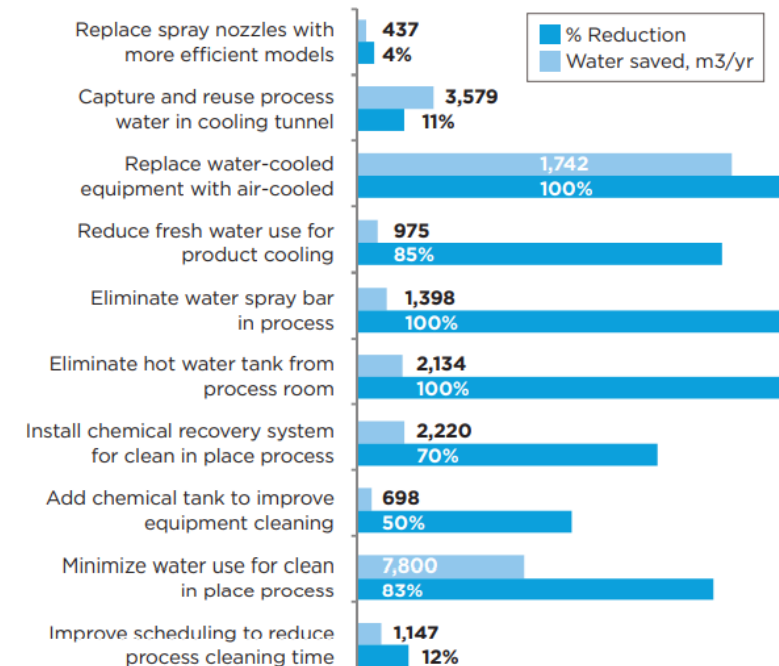 Replace spray nozzles with
more efficient models
437
4%
% Reduction
Water saved, m3/yr
Capture and reuse process
water in cooling tunnel
3,579
11%
Replace water-cooled
equipment with air-cooled
1,742
100%
Reduce fresh water use for
product cooling
975
85%
Eliminate water spray bar
in process
1,398
100%
Eliminate hot water tank from
process room
2,134
100%
Install chemical recovery system
for clean in place process
2,220
70%
Add chemical tank to improve
equipment cleaning
698
50%
Minimize water use for clean
in place process
7,800
83%
Improve scheduling to reduce
process cleaning time
1,147
12%